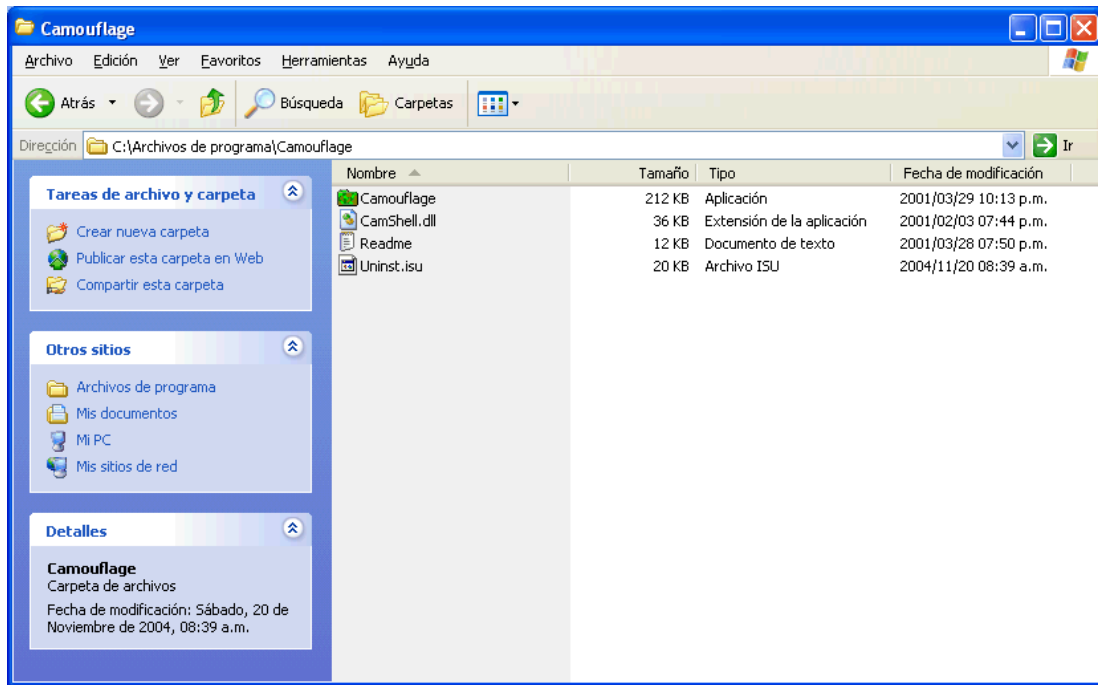 Camouflage
Archivo Edición Ver Favoritos Herramientas Ayuda
Atrás Búsqueda Carpetas
Dirección C:\Archivos de programa\Camouflage Ir
Tareas de archivo y carpeta
Crear nueva carpeta
Publicar esta carpeta en Web
Compartir esta carpeta
Otros sitios
Archivos de programa
Mis documentos
Mi PC
Mis sitios de red
Detalles
Camouflage
Carpeta de archivos
Fecha de modificación: Sábado, 20 de
Noviembre de 2004, 08:39 a.m.
Nombre Tamaño Tipo Fecha de modificación
Camouflage 212 KB Aplicación 2001/03/29 10:13 p.m.
CamShell.dll 36 KB Extensión de la aplicación 2001/02/03 07:44 p.m.
Readme 12 KB Documento de texto 2001/03/28 07:50 p.m.
Uninst.isu 20 KB Archivo ISU 2004/11/20 08:39 a.m.